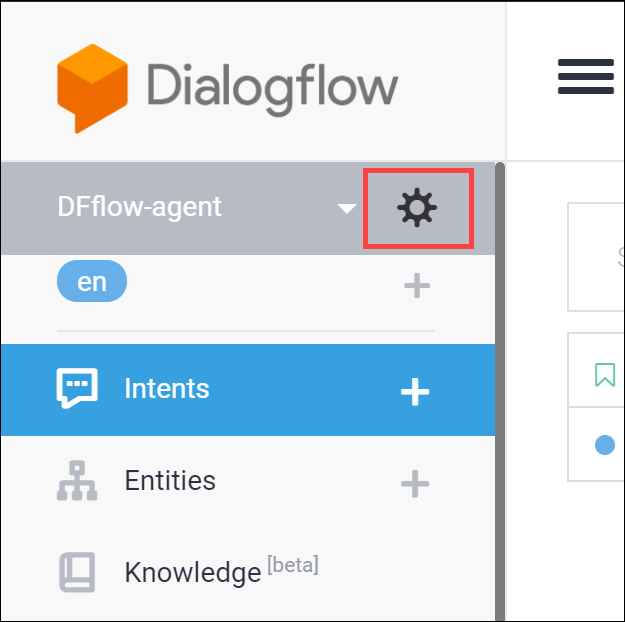 Dialogflow
DFflow-agent
en
Intents
Entities
Knowledge [beta]